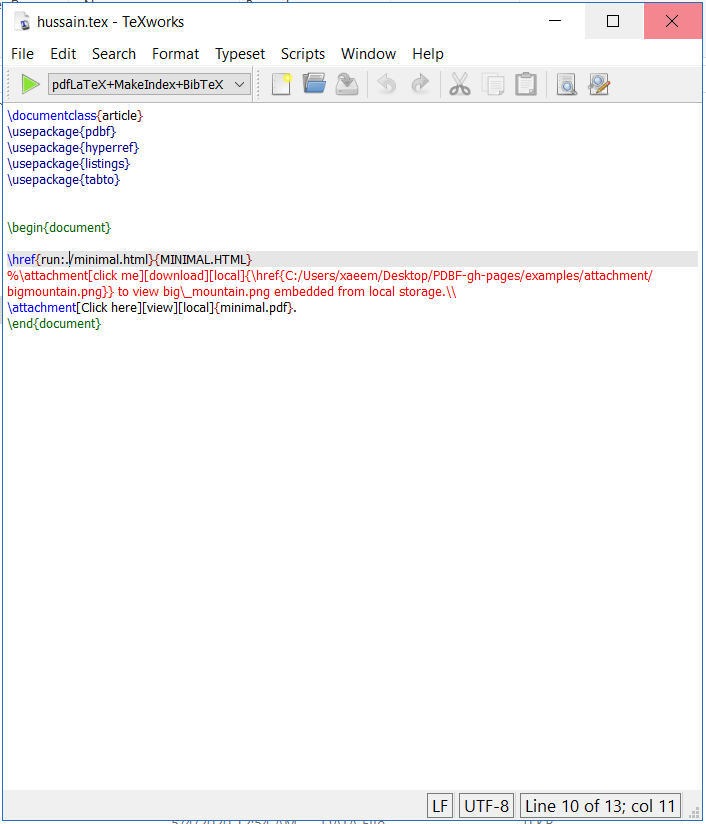 hussain.tex - TeXworks
File Edit Search Format Typeset Scripts Window Help
pdfLaTeX+MakeIndex+BibTeX
\documentclass{article}
\usepackage{pdbf}
\usepackage{hyperref}
\usepackage{listings}
\usepackage{tabto}
\begin{document}
\href{run:./minimal.html}{MINIMAL.HTML}
%\attachment[click me][download][local]{\href{C:/Users/xaeem/Desktop/PDBF-gh-pages/examples/attachment/
bigmountain.png}} to view big\_mountain.png embedded from local storage.\\
\attachment[Click here][view][local]{minimal.pdf}.
\end{document}
LF UTF-8 Line 10 of 13; col 11